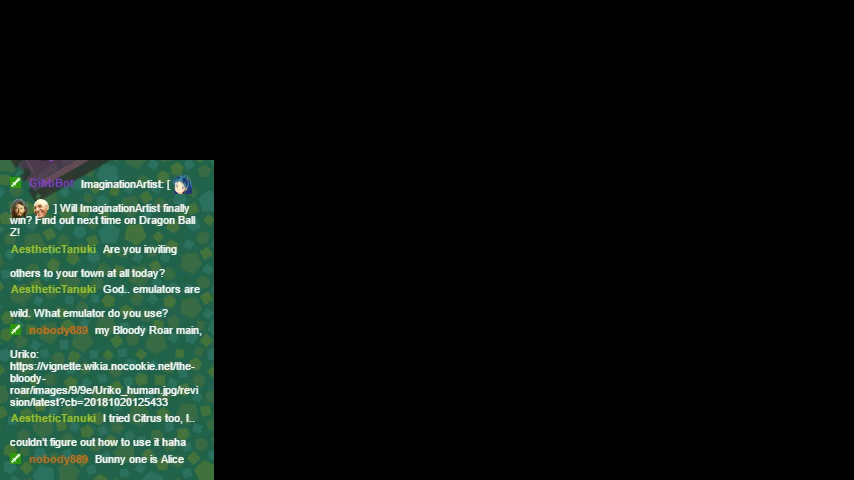 GibbBot ImaginationArtist: [
] Will ImaginationArtist finally
win? Find out next time on Dragon Ball
Z!
AestheticTanuki Are you inviting
others to your town at all today?
AestheticTanuki God.. emulators are
wild. What emulator do you use?
nobody889 my Bloody Roar main,
Uriko:
https://vignette.wikia.nocookie.net/the-
bloody-
roar/images/9/9e/Uriko_human.jpg/revi
sion/latest?cb=20181020125433
AestheticTanuki I tried Citrus too, I..
couldn't figure out how to use it haha
nobody889 Bunny one is Alice